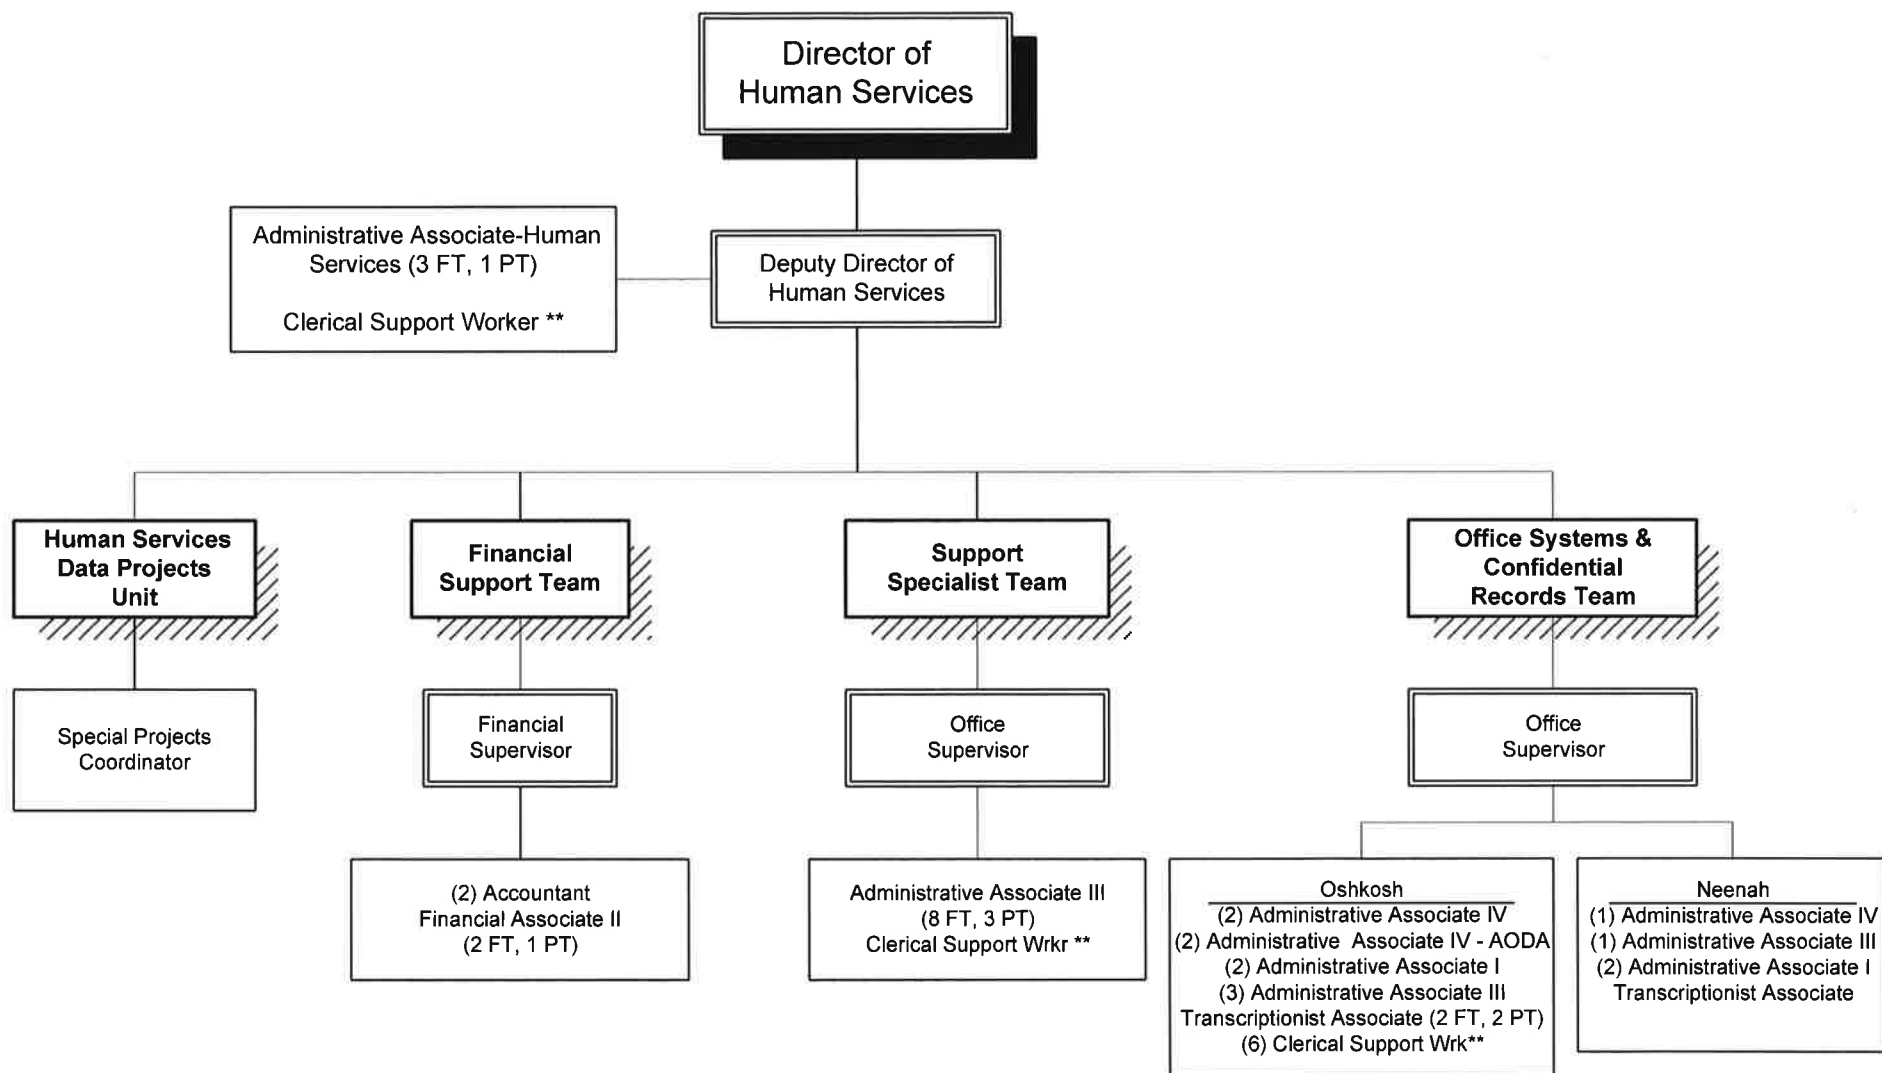 Director of
Human Services
Administrative Associate-Human
Services (3 FT, 1 PT)
Clerical Support Worker **
Deputy Director of
Human Services
Human Services
Data Projects
Unit
Financial
Support Team
Support
Specialist Team
Office Systems &
Confidential
Records Team
Special Projects
Coordinator
Financial
Supervisor
Office
Supervisor
Office
Supervisor
(2) Accountant
Financial Associate II
(2 FT, 1 PT)
Administrative Associate III
(8 FT, 3 PT)
Clerical Support Wrkr **
Oshkosh
(2) Administrative Associate IV
(2) Administrative Associate IV - AODA
(2) Administrative Associate I
(3) Administrative Associate III
Transcriptionist Associate (2 FT, 2 PT)
(6) Clerical Support Wrk**
Neenah
(1) Administrative Associate IV
(1) Administrative Associate III
(2) Administrative Associate I
Transcriptionist Associate